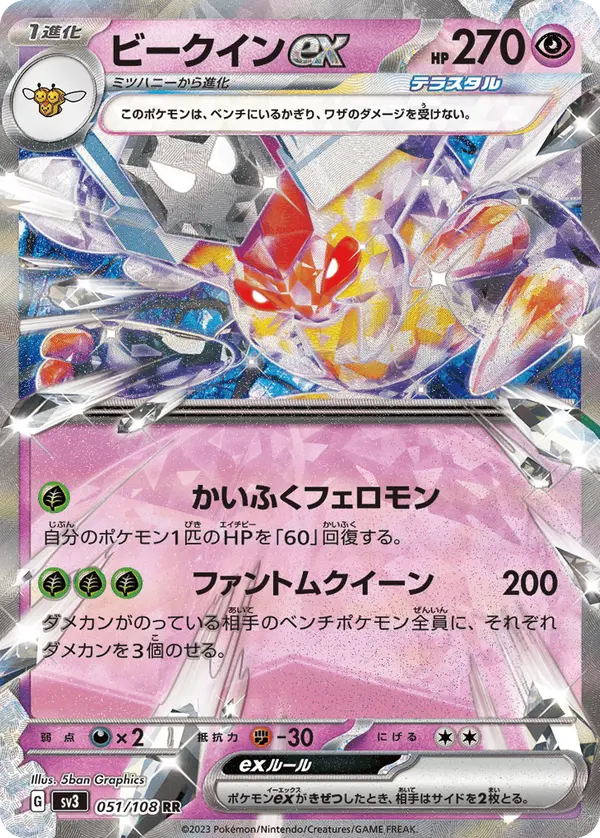 1進化
ビークインex
HP270
ミツハニーから進化
テラスタル
このポケモンは、ベンチにいるかぎり、ワザのダメージを受けない。
かいふくフェロモン
自分のポケモン1匹のHPを「60」回復する。
ファントムクイーン 200
ダメカンがのっている相手のベンチポケモン全員に、それぞれ
ダメカンを3個のせる。
弱点 ×2 抵抗力 -30 にげる
Illus. 5ban Graphics
exルール
G sv3 051/108 RR
ポケモンexがきぜつしたとき、相手はサイドを2枚とる。
©2023 Pokémon/Nintendo/Creatures/GAME FREAK.